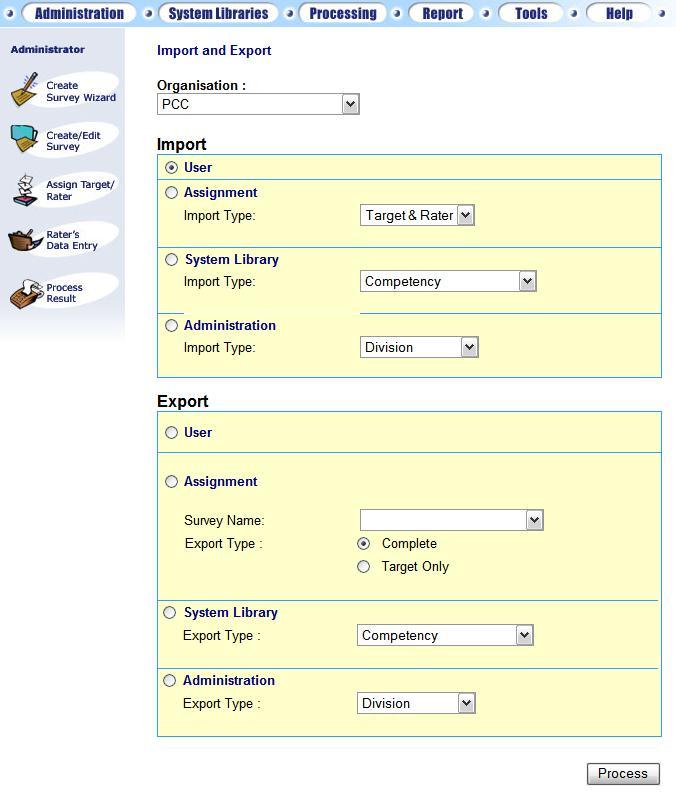 Administration System Libraries Processing Report Tools Help
Administrator
Create
Survey Wizard
Create/Edit
Survey
Assign Target/
Rater
Rater's
Data Entry
Process
Result
Import and Export
Organisation :
PCC
Import
User
Assignment
Import Type: Target & Rater
System Library
Import Type: Competency
Administration
Import Type: Division
Export
User
Assignment
Survey Name:
Export Type : Complete
Target Only
System Library
Export Type : Competency
Administration
Export Type : Division
Process